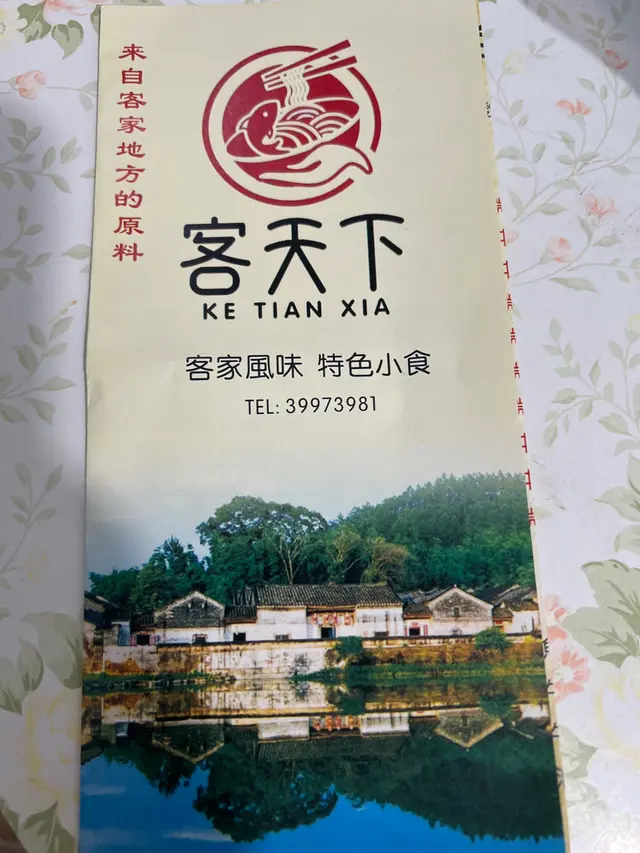 来自客家地方的原料
客天下
KE TIAN XIA
客家風味 特色小食
TEL: 39973981